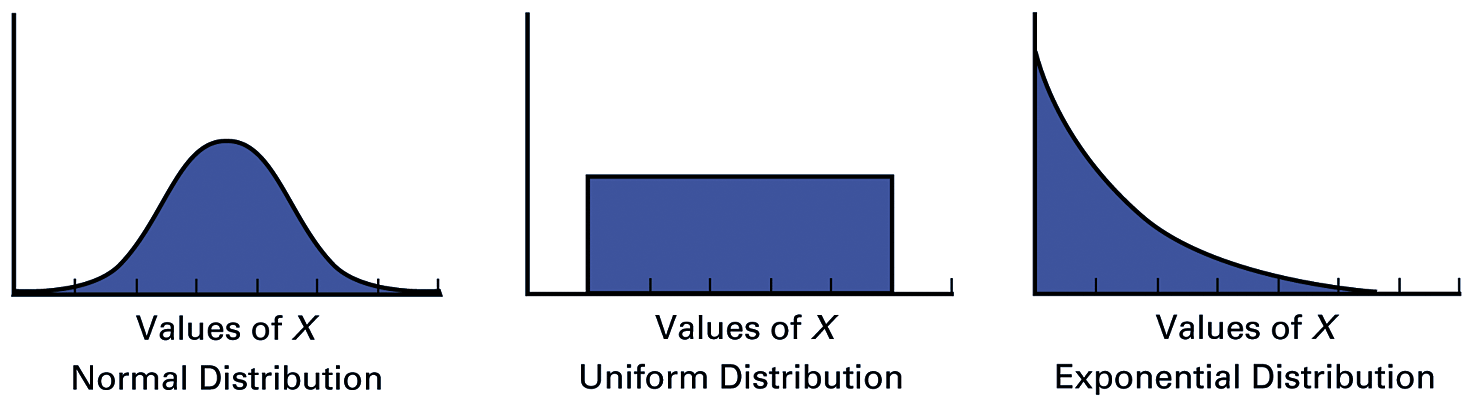 Values of X
Normal Distribution
Values of X
Uniform Distribution
Values of X
Exponential Distribution